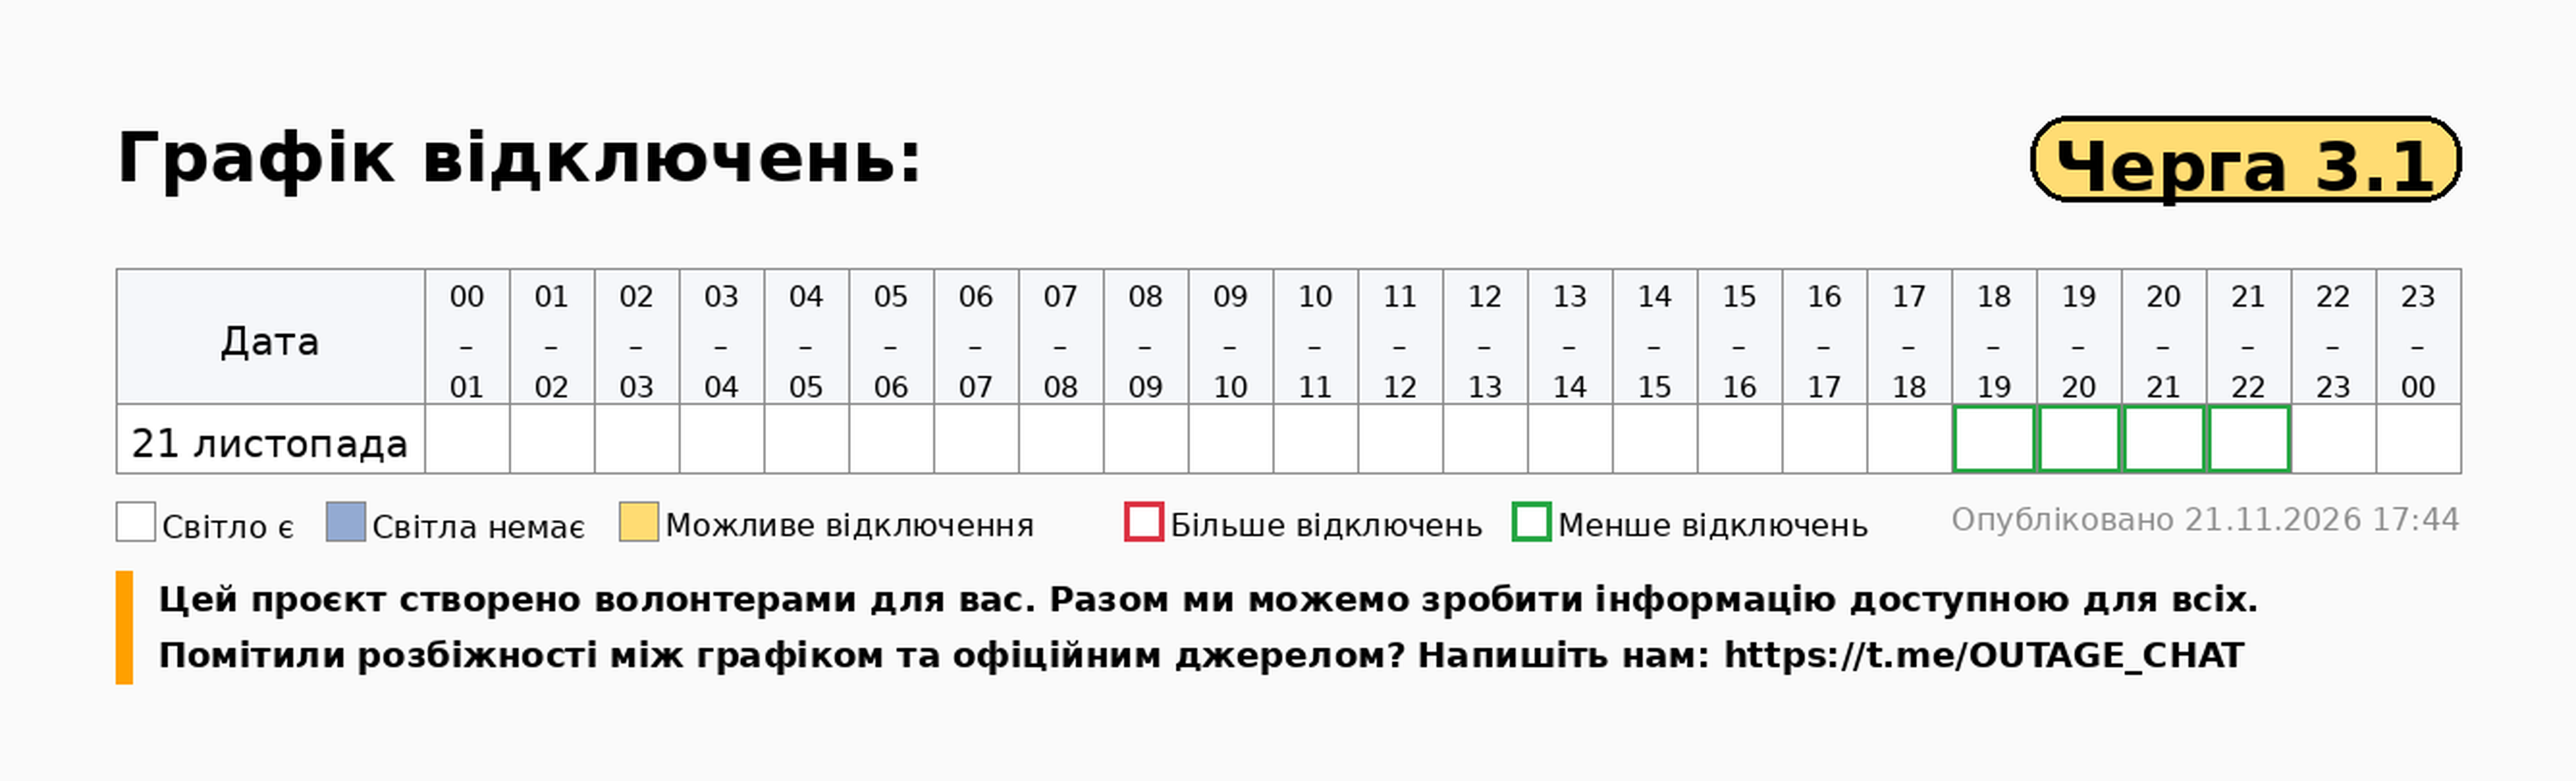 Графік відключень:
Черга 3.1
Дата 00 – 01 01 – 02 02 – 03 03 – 04 04 – 05 05 – 06 06 – 07 07 – 08 08 – 09 09 – 10 10 – 11 11 – 12 12 – 13 13 – 14 14 – 15 15 – 16 16 – 17 17 – 18 18 – 19 19 – 20 20 – 21 21 – 22 22 – 23 23 – 00
21 листопада
Світло є Світла немає Можливе відключення Більше відключень Менше відключень Опубліковано 21.11.2026 17:44
Цей проєкт створено волонтерами для вас. Разом ми можемо зробити інформацію доступною для всіх.
Помітили розбіжності між графіком та офіційним джерелом? Напишіть нам: https://t.me/OUTAGE_CHAT